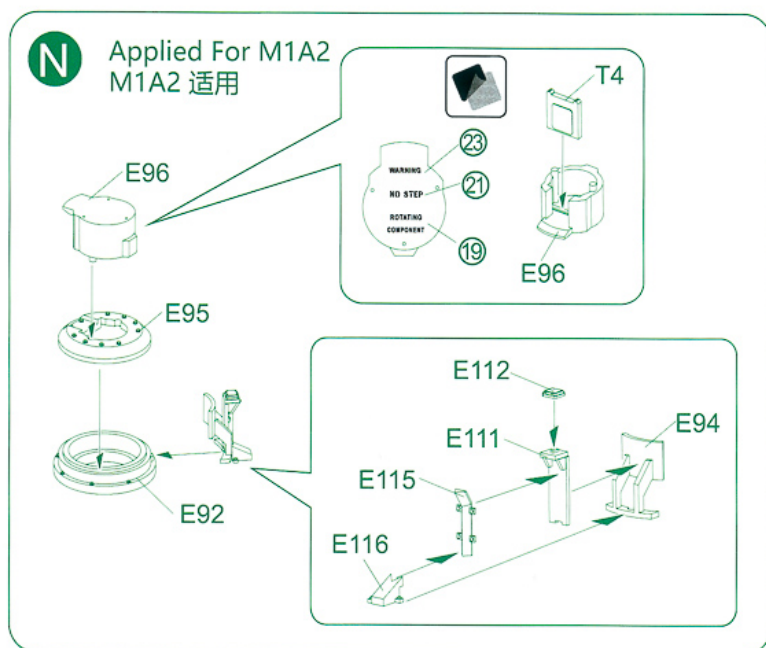 N
Applied For M1A2
M1A2 适用
T4
23
WARNING
NO STEP
21
ROTATING
COMPONENT
19
E96
E96
E95
E92
E112
E111
E94
E115
E116